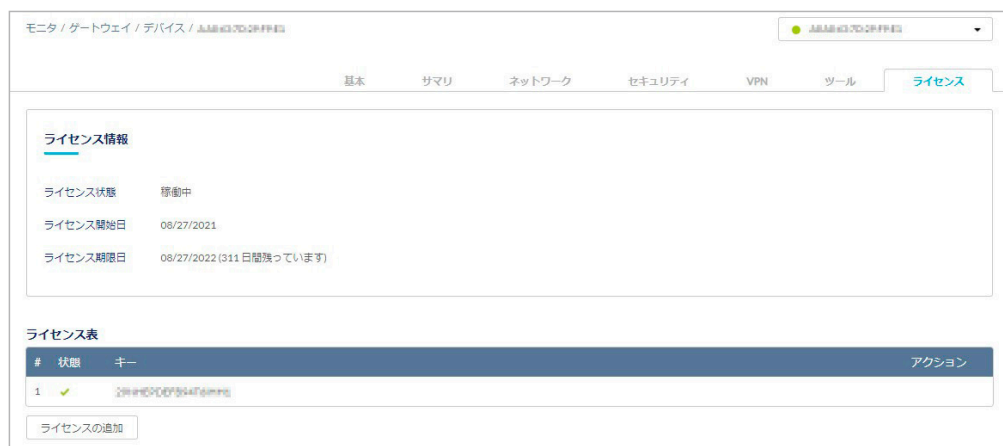 モニタ / ゲートウェイ / デバイス /
基本 サマリ ネットワーク セキュリティ VPN ツール ライセンス
ライセンス情報
ライセンス状態 稼働中
ライセンス開始日 08/27/2021
ライセンス期限日 08/27/2022 (311 日間残っています)
ライセンス表
# 状態 キー アクション
1
ライセンスの追加